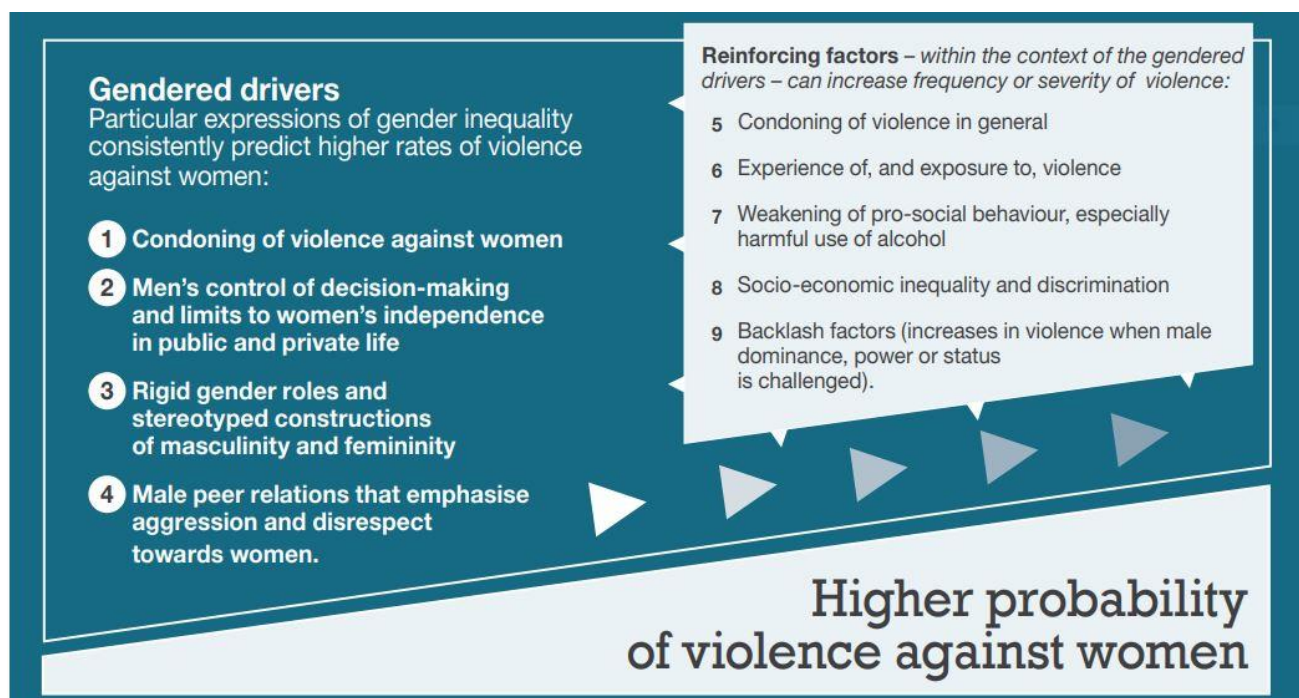 Gendered drivers
Particular expressions of gender inequality
consistently predict higher rates of violence
against women:
1 Condoning of violence against women
2 Men’s control of decision-making
and limits to women’s independence
in public and private life
3 Rigid gender roles and
stereotyped constructions
of masculinity and femininity
4 Male peer relations that emphasise
aggression and disrespect
towards women.
Reinforcing factors – within the context of the gendered
drivers – can increase frequency or severity of violence:
5 Condoning of violence in general
6 Experience of, and exposure to, violence
7 Weakening of pro-social behaviour, especially
harmful use of alcohol
8 Socio-economic inequality and discrimination
9 Backlash factors (increases in violence when male
dominance, power or status
is challenged).
Higher probability
of violence against women